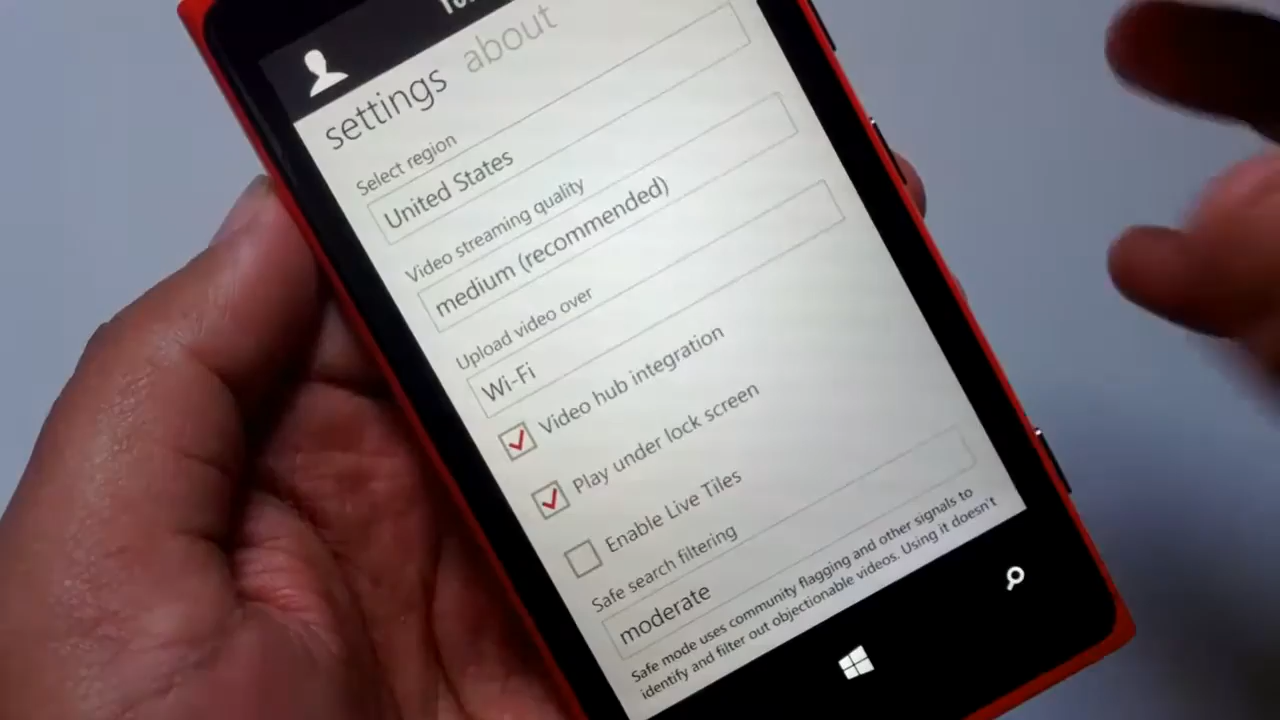 settings about
Select region
United States
Video streaming quality
medium (recommended)
Upload video over
Wi-Fi
Video hub integration
Play under lock screen
Enable Live Tiles
Safe search filtering
moderate
Safe mode uses community flagging and other signals to
identify and filter out objectionable videos. Using it doesn't